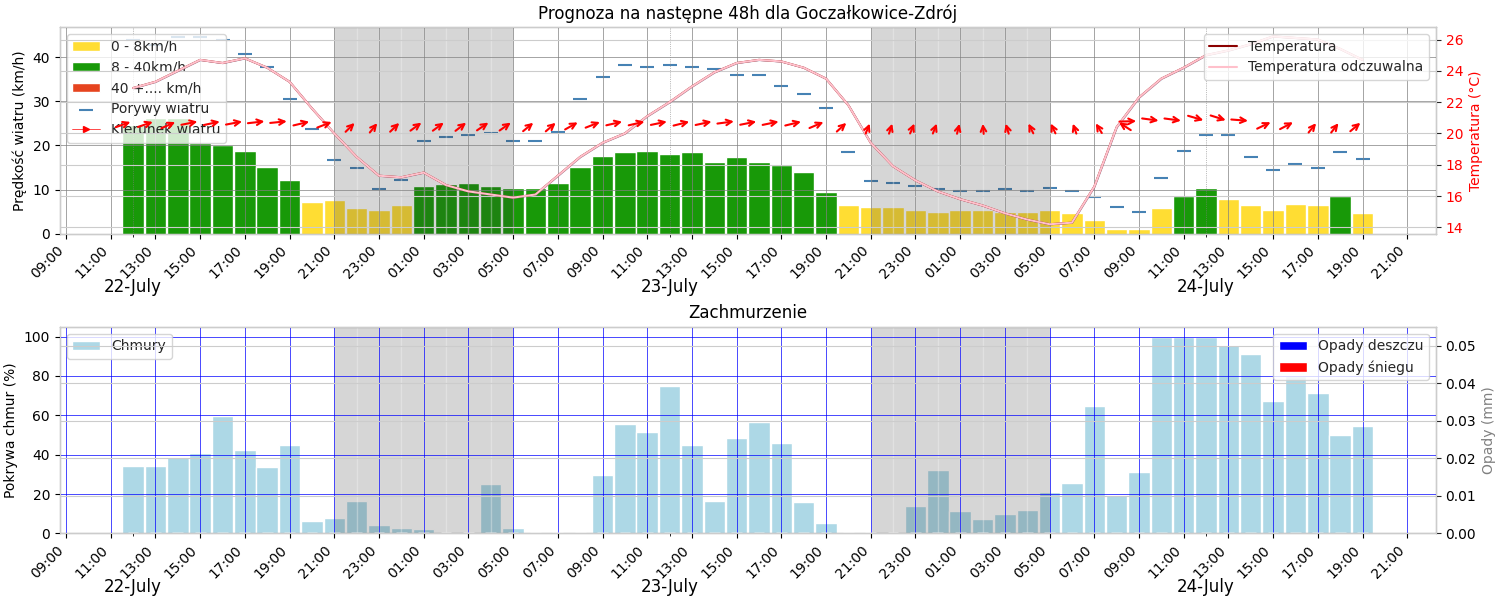 Prognoza na następne 48h dla Goczałkowice-Zdrój
Prędkość wiatru (km/h)
40
30
20
10
0
0 - 8km/h
8 - 40km/h
40 +.... km/h
Porywy wiatru
Kierunek wiatru
Temperatura
Temperatura odczuwalna
26
24
22
20
18
16
14
Temperatura (°C)
09:00 11:00 13:00 15:00 17:00 19:00 21:00 23:00 01:00 03:00 05:00 07:00 09:00 11:00 13:00 15:00 17:00 19:00 21:00 23:00 01:00 03:00 05:00 07:00 09:00 11:00 13:00 15:00 17:00 19:00 21:00
22-July 23-July 24-July
Zachmurzenie
Pokrywa chmur (%)
100
80
60
40
20
0
Chmury
Opady deszczu
Opady śniegu
0.05
0.04
0.03
0.02
0.01
0.00
Opady (mm)
09:00 11:00 13:00 15:00 17:00 19:00 21:00 23:00 01:00 03:00 05:00 07:00 09:00 11:00 13:00 15:00 17:00 19:00 21:00 23:00 01:00 03:00 05:00 07:00 09:00 11:00 13:00 15:00 17:00 19:00 21:00
22-July 23-July 24-July